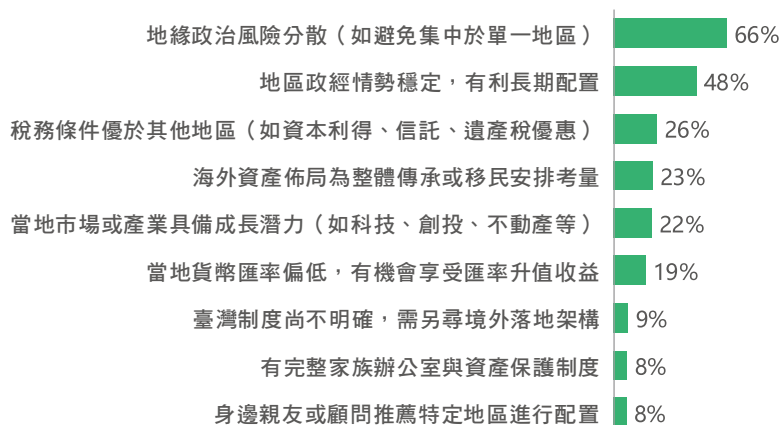 地緣政治風險分散（如避免集中於單一地區） 66%
地區政經情勢穩定，有利長期配置 48%
稅務條件優於其他地區（如資本利得、信託、遺產稅優惠） 26%
海外資產佈局為整體傳承或移民安排考量 23%
當地市場或產業具備成長潛力（如科技、創投、不動產等） 22%
當地貨幣匯率偏低，有機會享受匯率升值收益 19%
臺灣制度尚不明確，需另尋境外落地架構 9%
有完整家族辦公室與資產保護制度 8%
身邊親友或顧問推薦特定地區進行配置 8%